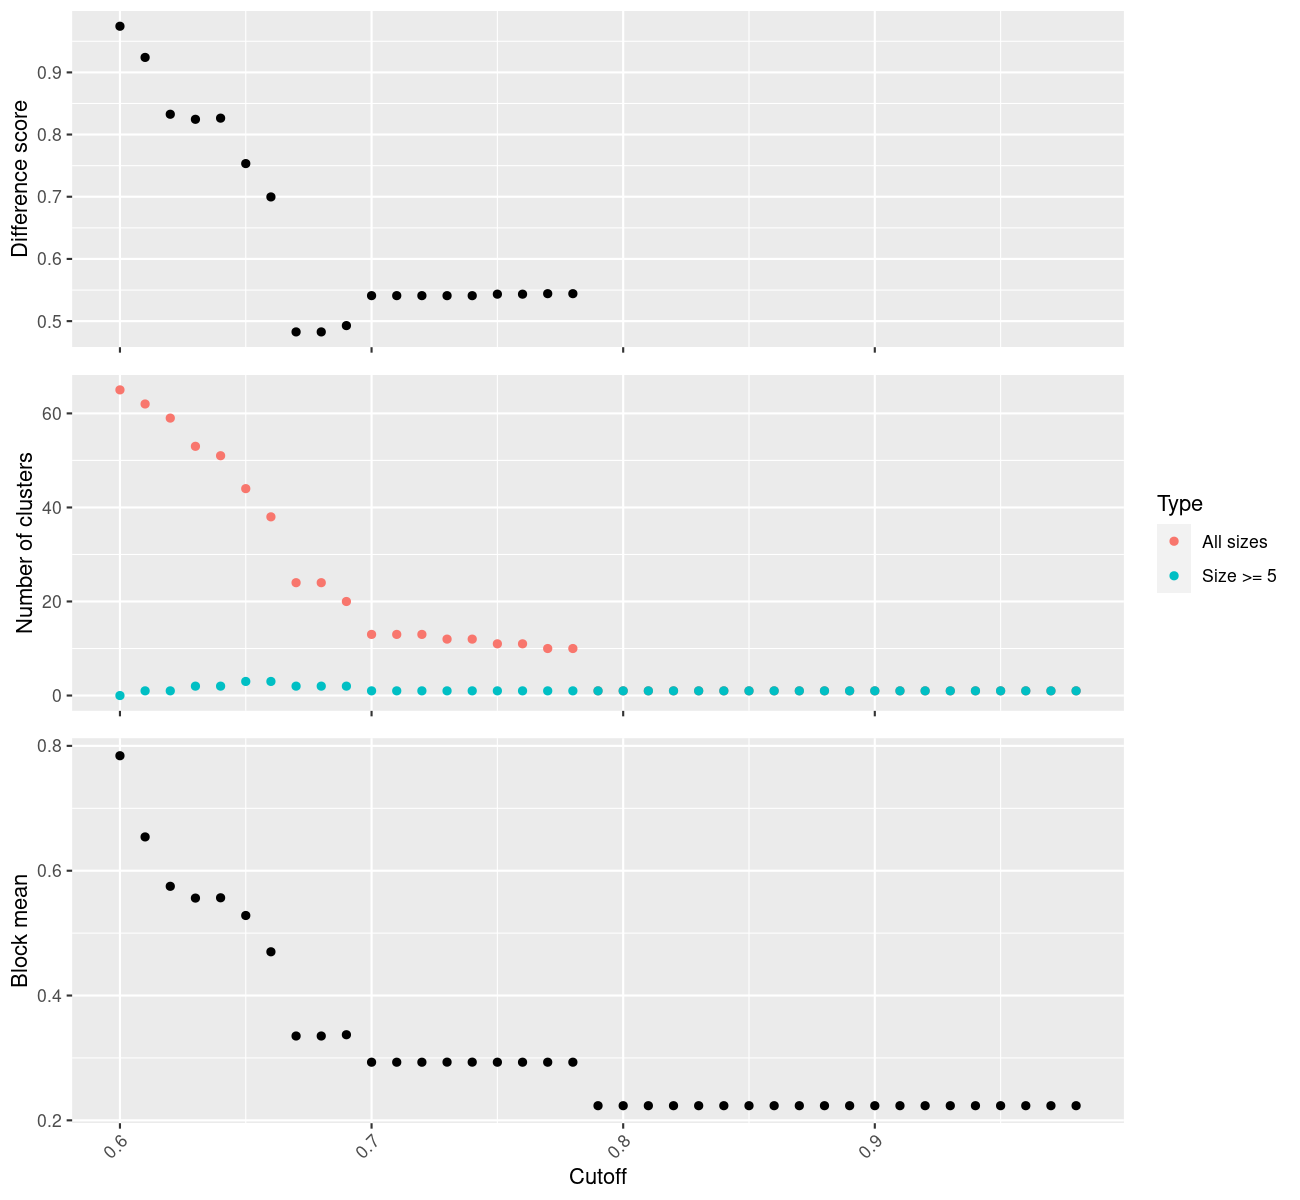 Difference score
0.9
0.8
0.7
0.6
0.5
Number of clusters
60
40
20
0
Type
All sizes
Size >= 5
Block mean
0.8
0.6
0.4
0.2
0.6 0.7 0.8 0.9
Cutoff